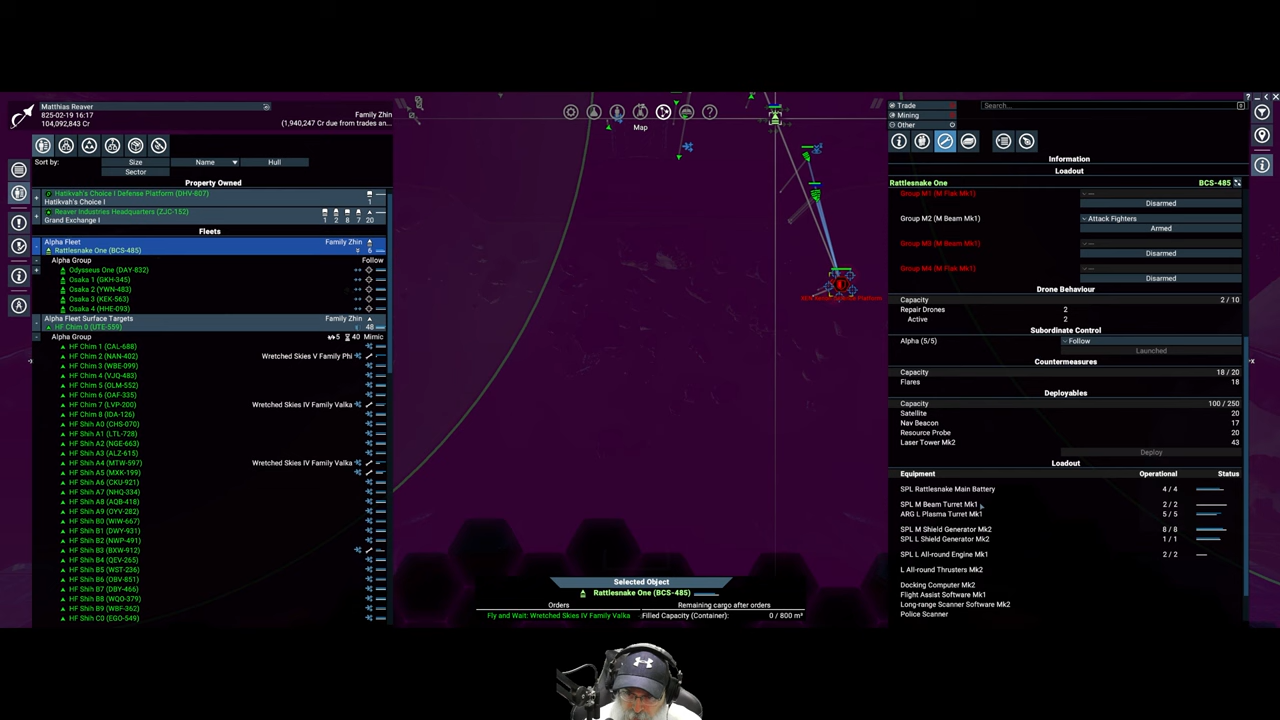 Matthias Reaver
825-02-19 16:17
Family Zhin
104,092,843 Cr
(1,940,247 Cr due from trades an...
Sort by:
Size
Name
Hull
Sector
Property Owned
Hatikvah's Choice I Defense Platform (DHV-807)
Hatikvah's Choice I
1
Reaver Industries Headquarters (ZJC-152)
Grand Exchange I
1 2 8 7 20
Fleets
Alpha Fleet
Family Zhin
Rattlesnake One (BCS-485)
6
Alpha Group
Follow
Odysseus One (DAY-832)
Osaka 1 (GKH-345)
Osaka 2 (YWN-483)
Osaka 3 (KEK-563)
Osaka 4 (HHE-093)
Alpha Fleet Surface Targets
Family Zhin
HF Chim 0 (UTE-559)
48
Alpha Group
5 40 Mimic
HF Chim 1 (CAL-688)
HF Chim 2 (NAN-402)
Wretched Skies V Family Phi
HF Chim 3 (WBE-099)
HF Chim 4 (VJQ-483)
HF Chim 5 (OLM-552)
HF Chim 6 (OAF-335)
HF Chim 7 (LVP-200)
Wretched Skies IV Family Valka
HF Chim 8 (IDA-126)
HF Shih A0 (CHS-070)
HF Shih A1 (LTL-728)
HF Shih A2 (NGE-663)
HF Shih A3 (ALZ-615)
HF Shih A4 (MTW-597)
Wretched Skies IV Family Valka
HF Shih A5 (MXK-199)
HF Shih A6 (CKU-921)
HF Shih A7 (NHQ-334)
HF Shih A8 (AQB-418)
HF Shih A9 (OYV-282)
HF Shih B0 (WIW-667)
HF Shih B1 (DWY-931)
HF Shih B2 (NWP-491)
HF Shih B3 (BXW-912)
HF Shih B4 (QEV-265)
HF Shih B5 (WST-236)
HF Shih B6 (OBV-851)
HF Shih B7 (DBY-466)
HF Shih B8 (WQO-379)
HF Shih B9 (WBF-362)
HF Shih C0 (EGO-549)
Map
?
Selected Object
Rattlesnake One (BCS-485)
Orders
Remaining cargo after orders
Fly and Wait: Wretched Skies IV Family Valka
Filled Capacity (Container):
0 / 800 m³
Trade
Mining
Other
Search...
Information
Loadout
Rattlesnake One
BCS-485
Group M1 (M Flak Mk1)
Disarmed
Group M2 (M Beam Mk1)
Attack Fighters
Armed
Group M3 (M Beam Mk1)
Disarmed
Group M4 (M Flak Mk1)
Disarmed
Drone Behaviour
Capacity
2 / 10
Repair Drones
2
Active
2
Subordinate Control
Alpha (5/5)
Follow
Launched
Countermeasures
Capacity
18 / 20
Flares
18
Deployables
Capacity
100 / 250
Satellite
20
Nav Beacon
17
Resource Probe
20
Laser Tower Mk2
43
Deploy
Loadout
Equipment
Operational
Status
SPL Rattlesnake Main Battery
4 / 4
SPL M Beam Turret Mk1
2 / 2
ARG L Plasma Turret Mk1
5 / 5
SPL M Shield Generator Mk2
8 / 8
SPL L Shield Generator Mk2
1 / 1
SPL L All-round Engine Mk1
2 / 2
L All-round Thrusters Mk2
Docking Computer Mk2
Flight Assist Software Mk1
Long-range Scanner Software Mk2
Police Scanner